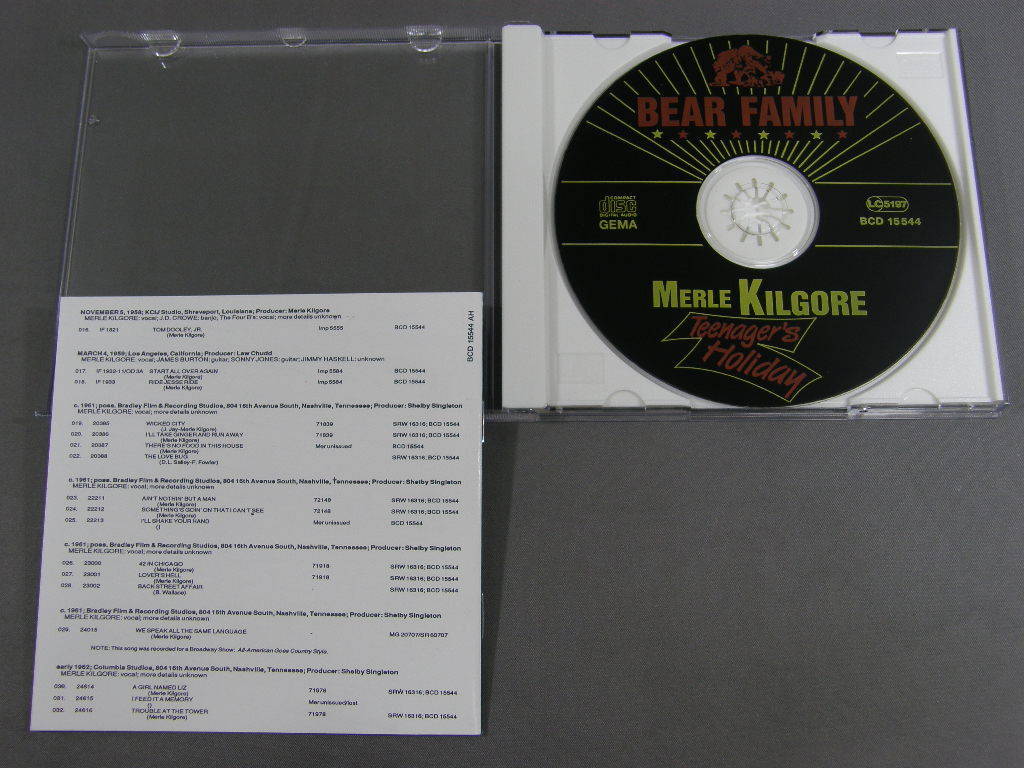 BEAR FAMILY
COMPACT
disc
DIGITAL AUDIO
GEMA
LC 5197
BCD 15544
MERLE KILGORE
Teenager's
Holiday
BCD 15544 AH
NOVEMBER 5, 1958; KCIJ Studio, Shreveport, Louisiana; Producer: Merle Kilgore
MERLE KILGORE: vocal; J.D. CROWE: banjo, The Four B's: vocal; more details unknown
016. IF 1821 TOM DOOLEY, JR. Imp 5555 BCD 15544
(Merle Kilgore)
MARCH 4, 1959; Los Angeles, California; Producer: Lew Chudd
MERLE KILGORE: vocal; JAMES BURTON: guitar; SONNY JONES: guitar; JIMMY HASKELL: unknown
017. IF 1932-11/OD3A START ALL OVER AGAIN Imp 5584 BCD 15544
(Merle Kilgore)
018. IF 1933 RIDE JESSE RIDE Imp 5584 BCD 15544
(Merle Kilgore)
c. 1961; poss. Bradley Film & Recording Studios, 804 16th Avenue South, Nashville, Tennessee; Producer: Shelby Singleton
MERLE KILGORE: vocal; more details unknown
019. 20385 WICKED CITY 71839 SRW 16316; BCD 15544
(J. Jay-Merle Kilgore)
020. 20386 I'LL TAKE GINGER AND RUN AWAY 71839 SRW 16316; BCD 15544
(Merle Kilgore)
021. 20387 THERE'S NO FOOD IN THIS HOUSE Mer unissued BCD 15544
(Merle Kilgore)
022. 20388 THE LOVE BUG SRW 16316; BCD 15544
(D.L. Salley-F. Fowler)
c. 1961; poss. Bradley Film & Recording Studios, 804 16th Avenue South, Nashville, Tennessee; Producer: Shelby Singleton
MERLE KILGORE: vocal; more details unknown
023. 22211 AIN'T NOTHIN' BUT A MAN 72149 SRW 16316; BCD 15544
(Merle Kilgore)
024. 22212 SOMETHING'S GOIN' ON THAT I CAN'T SEE 72148 SRW 16316; BCD 15544
(Merle Kilgore)
025. 22213 I'LL SHAKE YOUR HAND Mer unissued BCD 15544
()
c. 1961; poss. Bradley Film & Recording Studios, 804 16th Avenue South, Nashville, Tennessee; Producer: Shelby Singleton
MERLE KILGORE: vocal; more details unknown
026. 23000 42 IN CHICAGO 71918 SRW 16316; BCD 15544
(Merle Kilgore)
027. 23001 LOVER'S HELL 71918 SRW 16316; BCD 15544
(Merle Kilgore)
028. 23002 BACK STREET AFFAIR SRW 16316; BCD 15544
(B. Wallace)
c. 1961; Bradley Film & Recording Studios, 804 16th Avenue South, Nashville, Tennessee; Producer: Shelby Singleton
MERLE KILGORE: vocal; more details unknown
029. 24015 WE SPEAK ALL THE SAME LANGUAGE - MG 20707/SR 60707
(Merle Kilgore)
NOTE: This song was recorded for a Broadway Show: All-American Goes Country Style.
early 1962; Columbia Studios, 804 16th Avenue South, Nashville, Tennessee; Producer: Shelby Singleton
MERLE KILGORE: vocal; more details unknown
030. 24614 A GIRL NAMED LIZ 71978 SRW 16316; BCD 15544
(Merle Kilgore)
031. 24615 I FEED IT A MEMORY Mer unissued/lost
()
032. 24616 TROUBLE AT THE TOWER 71978 SRW 16316; BCD 15544
(Merle Kilgore)